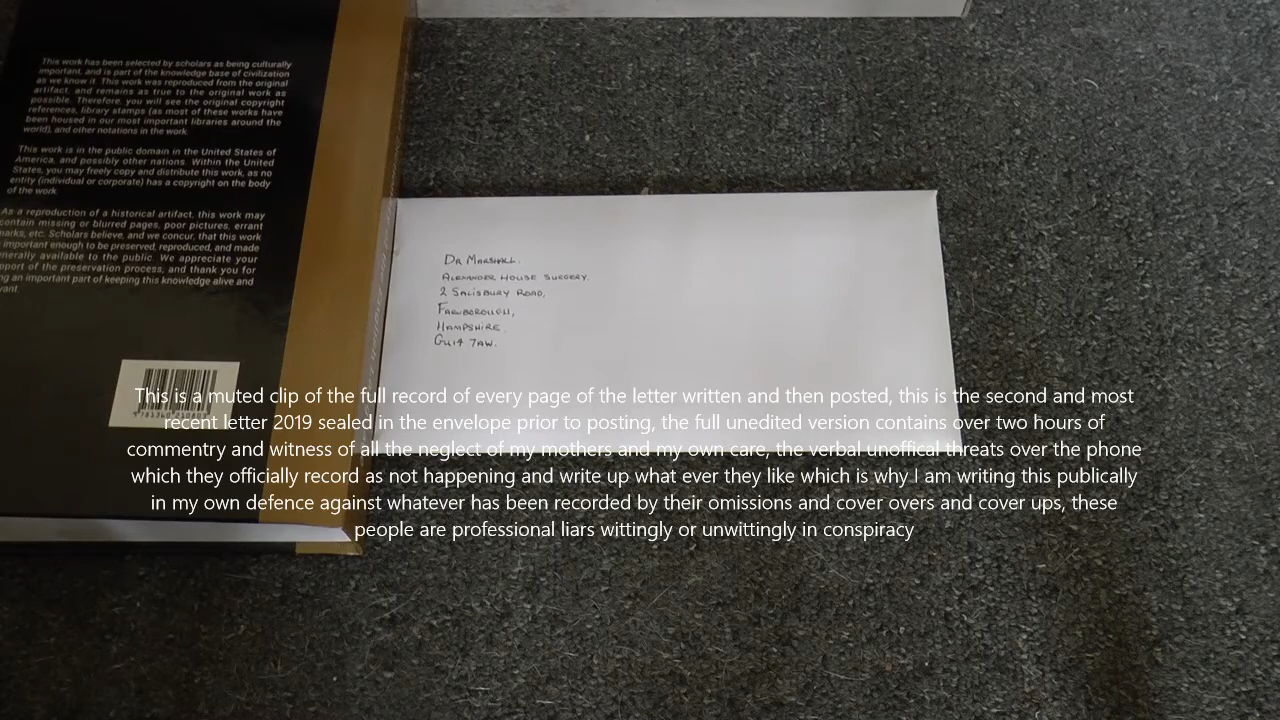 This work has been selected by scholars as being culturally
important, and is part of the knowledge base of civilization
as we know it. This work was reproduced from the original
artifact, and remains as true to the original work as
possible. Therefore, you will see the original copyright
references, library stamps (as most of these works have
been housed in our most important libraries around the
world), and other notations in the work.
This work is in the public domain in the United States of
America, and possibly other nations. Within the United
States, you may freely copy and distribute this work, as no
entity (individual or corporate) has a copyright on the body
of the work.
As a reproduction of a historical artifact, this work may
contain missing or blurred pages, poor pictures, errant
marks, etc. Scholars believe, and we concur, that this work
important enough to be preserved, reproduced, and made
nerally available to the public. We appreciate your
pport of the preservation process, and thank you for
ng an important part of keeping this knowledge alive and
vant.
DR MARSHALL.
ALEXANDER HOUSE SURGERY.
2 SALISBURY ROAD,
FARNBOROUGH,
HAMPSHIRE.
GU14 7AW.
This is a muted clip of the full record of every page of the letter written and then posted, this is the second and most
recent letter 2019 sealed in the envelope prior to posting, the full unedited version contains over two hours of
commentry and witness of all the neglect of my mothers and my own care, the verbal unoffical threats over the phone
which they officially record as not happening and write up what ever they like which is why I am writing this publically
in my own defence against whatever has been recorded by their omissions and cover overs and cover ups, these
people are professional liars wittingly or unwittingly in conspiracy